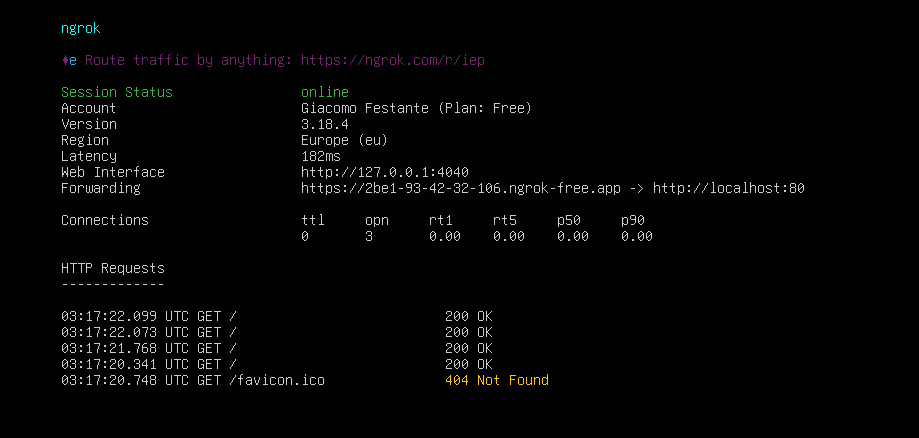 ngrok
♦e Route traffic by anything: https://ngrok.com/r/iep
Session Status online
Account Giacomo Festante (Plan: Free)
Version 3.18.4
Region Europe (eu)
Latency 182ms
Web Interface http://127.0.0.1:4040
Forwarding https://2be1-93-42-32-106.ngrok-free.app -> http://localhost:80
Connections ttl opn rt1 rt5 p50 p90
0 3 0.00 0.00 0.00 0.00
HTTP Requests
-------------
03:17:22.099 UTC GET / 200 OK
03:17:22.073 UTC GET / 200 OK
03:17:21.768 UTC GET / 200 OK
03:17:20.341 UTC GET / 200 OK
03:17:20.748 UTC GET /favicon.ico 404 Not Found